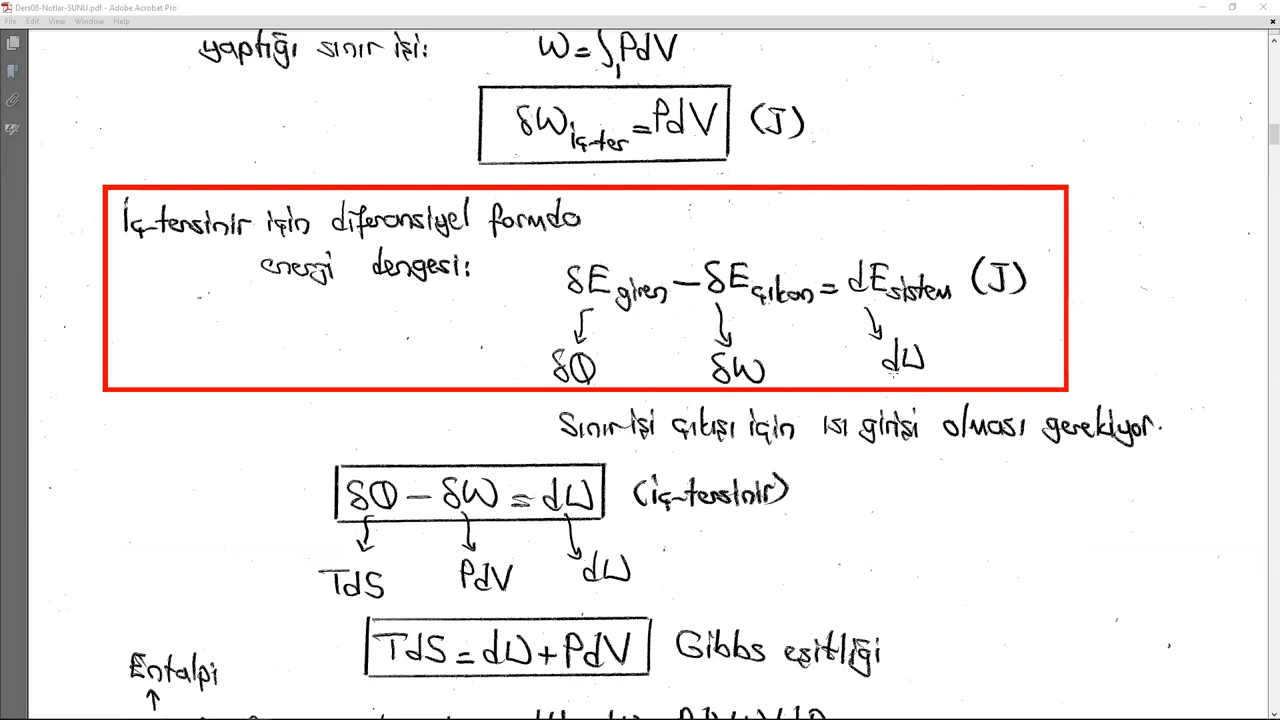 Ders08-Notlar-SUNU.pdf - Adobe Acrobat Pro
File Edit View Window Help
yaptığı sınır işi: W = ∫₁ PdV
δW iç-ter = PdV (J)
İç-tersinir için diferansiyel formda
enerji dengesi:
δE giren − δE çıkan = dE sistem (J)
δQ δW dU
Sınır işi çıkışı için ısı girişi olması gerekiyor.
δQ − δW = dU (iç-tersinir)
TdS PdV dU
TdS = dU + PdV Gibbs eşitliği
Entalpi